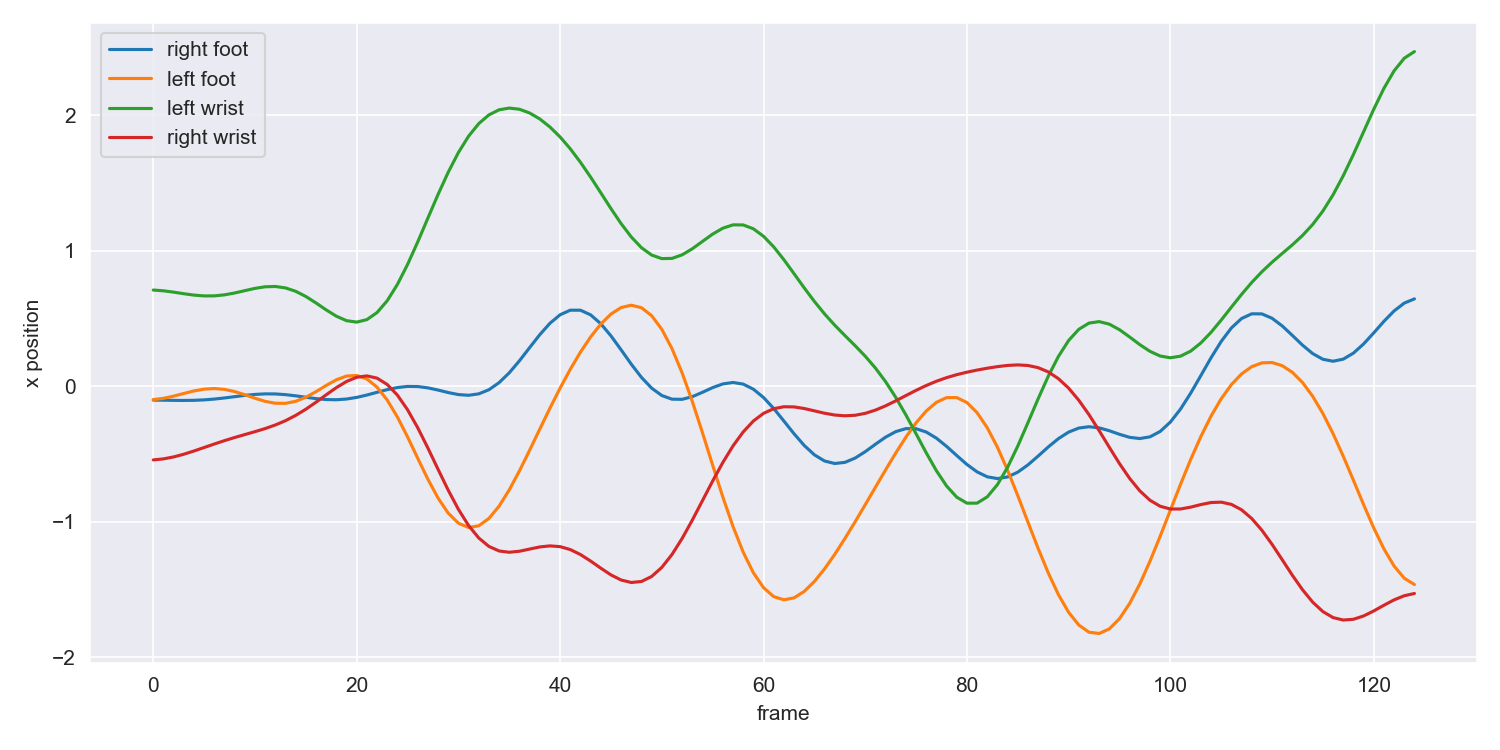 right foot
left foot
left wrist
right wrist
2
1
0
−1
−2
x position
0 20 40 60 80 100 120
frame